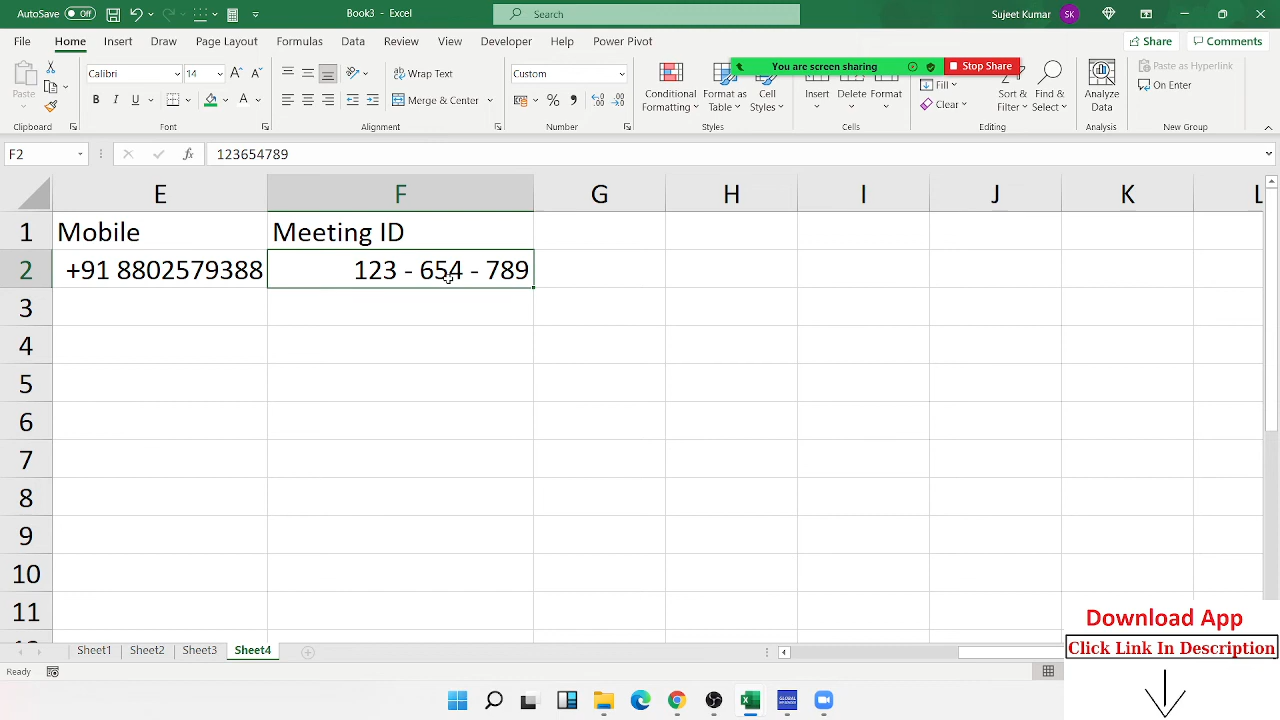 AutoSave Off Book3 - Excel Search Sujeet Kumar SK
File Home Insert Draw Page Layout Formulas Data Review View Developer Help Power Pivot Share Comments
You are screen sharing Stop Share
Paste Calibri 14 Wrap Text Custom Conditional Formatting Format as Table Cell Styles Insert Delete Format Fill Sort & Filter Find & Select Analyze Data Paste as Hyperlink
B I U A Merge & Center Clear On Enter
Clipboard Font Alignment Number Styles Cells Editing Analysis New Group
F2 fx 123654789
E F G H I J K L
1 Mobile Meeting ID
2 +91 8802579388 123 - 654 - 789
3
4
5
6
7
8
9
10
11
Download App
Click Link In Description
Sheet1 Sheet2 Sheet3 Sheet4
Ready